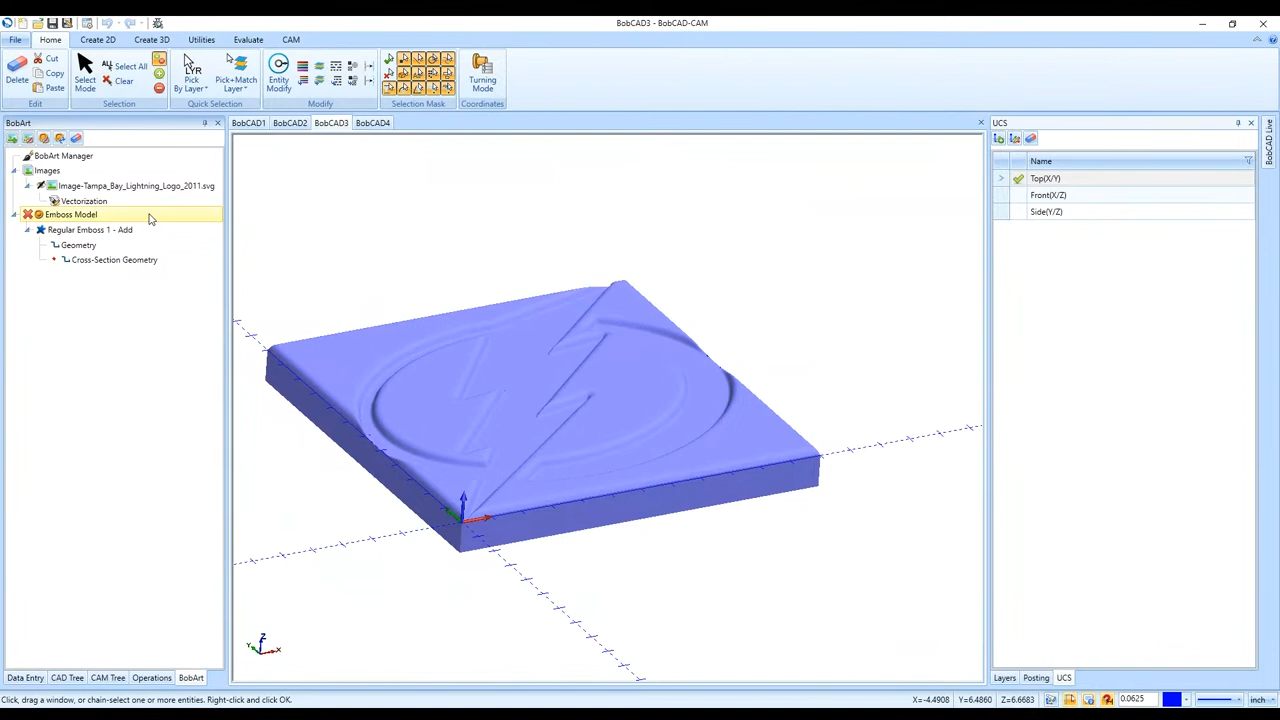 BobCAD3 - BobCAD-CAM
File Home Create 2D Create 3D Utilities Evaluate CAM
Delete Cut Copy Paste Select Mode Select All Clear LYR Pick By Layer Pick+Match Layer Entity Modify Turning Mode
Edit Selection Quick Selection Modify Selection Mask Coordinates
BobArt
BobArt Manager
Images
Image-Tampa_Bay_Lightning_Logo_2011.svg
Vectorization
Emboss Model
Regular Emboss 1 - Add
Geometry
Cross-Section Geometry
Data Entry CAD Tree CAM Tree Operations BobArt
BobCAD1 BobCAD2 BobCAD3 BobCAD4
Z
Y
X
UCS
Name
Top(X/Y)
Front(X/Z)
Side(Y/Z)
Layers Posting UCS
BobCAD Live
Click, drag a window, or chain-select one or more entities. Right-click and click OK. X=-4.4908 Y=6.4860 Z=6.6683 0.0625 inch